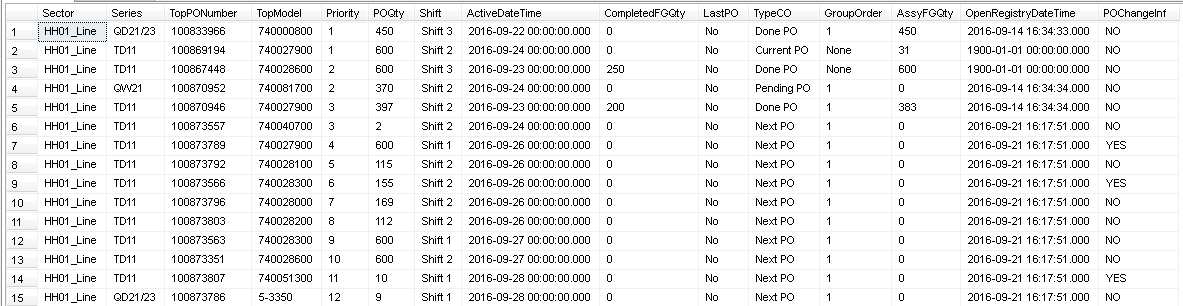 Sector Series TopPONumber TopModel Priority POQty Shift ActiveDateTime CompletedFGQty LastPO TypeCO GroupOrder AssyFGQty OpenRegistryDateTime POChangeInf
1 HH01_Line QD21/23 100833966 740000800 1 450 Shift 3 2016-09-22 00:00:00.000 0 No Done PO 1 450 2016-09-14 16:34:33.000 NO
2 HH01_Line TD11 100869194 740027900 1 600 Shift 2 2016-09-24 00:00:00.000 0 No Current PO None 31 1900-01-01 00:00:00.000 NO
3 HH01_Line TD11 100867448 740028600 2 600 Shift 3 2016-09-23 00:00:00.000 250 No Done PO None 600 1900-01-01 00:00:00.000 NO
4 HH01_Line QW21 100870952 740081700 2 370 Shift 2 2016-09-24 00:00:00.000 0 No Pending PO 1 0 2016-09-14 16:34:34.000 NO
5 HH01_Line TD11 100870946 740027900 3 397 Shift 2 2016-09-23 00:00:00.000 200 No Done PO 1 383 2016-09-14 16:34:34.000 NO
6 HH01_Line TD11 100873557 740040700 3 2 Shift 2 2016-09-24 00:00:00.000 0 No Next PO 1 0 2016-09-21 16:17:51.000 NO
7 HH01_Line TD11 100873789 740027900 4 600 Shift 1 2016-09-26 00:00:00.000 0 No Next PO 1 0 2016-09-21 16:17:51.000 YES
8 HH01_Line TD11 100873792 740028100 5 115 Shift 2 2016-09-26 00:00:00.000 0 No Next PO 1 0 2016-09-21 16:17:51.000 NO
9 HH01_Line TD11 100873566 740028300 6 155 Shift 2 2016-09-26 00:00:00.000 0 No Next PO 1 0 2016-09-21 16:17:51.000 YES
10 HH01_Line TD11 100873796 740028000 7 169 Shift 2 2016-09-26 00:00:00.000 0 No Next PO 1 0 2016-09-21 16:17:51.000 NO
11 HH01_Line TD11 100873803 740028200 8 112 Shift 2 2016-09-26 00:00:00.000 0 No Next PO 1 0 2016-09-21 16:17:51.000 NO
12 HH01_Line TD11 100873563 740028300 9 600 Shift 1 2016-09-27 00:00:00.000 0 No Next PO 1 0 2016-09-21 16:17:51.000 NO
13 HH01_Line TD11 100873351 740028600 10 600 Shift 2 2016-09-27 00:00:00.000 0 No Next PO 1 0 2016-09-21 16:17:51.000 NO
14 HH01_Line TD11 100873807 740051300 11 10 Shift 1 2016-09-28 00:00:00.000 0 No Next PO 1 0 2016-09-21 16:17:51.000 YES
15 HH01_Line QD21/23 100873786 5-3350 12 9 Shift 1 2016-09-28 00:00:00.000 0 No Next PO 1 0 2016-09-21 16:17:51.000 NO